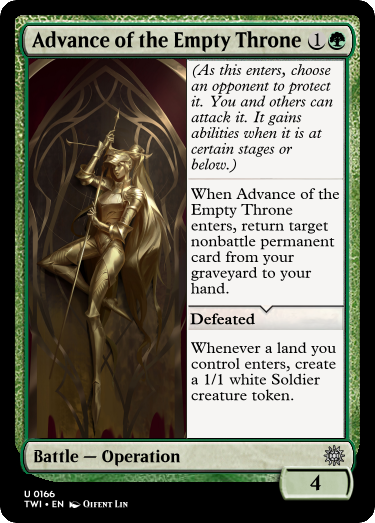 Advance of the Empty Throne 1
(As this enters, choose
an opponent to protect
it. You and others can
attack it. It gains
abilities when it is at
certain stages or
below.)
When Advance of the
Empty Throne
enters, return target
nonbattle permanent
card from your
graveyard to your
hand.
Defeated
Whenever a land you
control enters, create
a 1/1 white Soldier
creature token.
Battle — Operation
4
U 0166
TWI • EN Oifent Lin